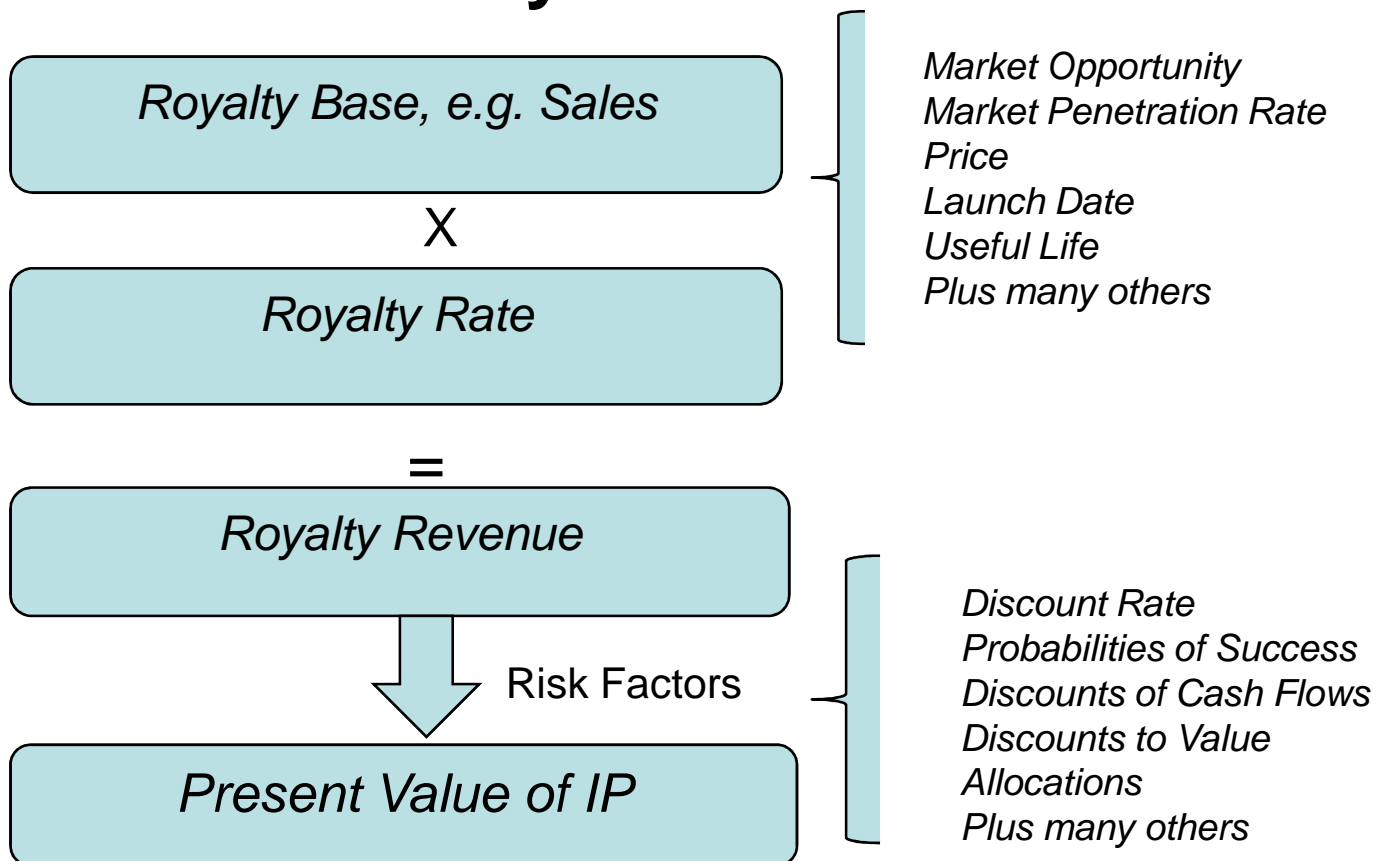 Royalty Base, e.g. Sales
X
Royalty Rate
=
Royalty Revenue
Risk Factors
Present Value of IP
Market Opportunity
Market Penetration Rate
Price
Launch Date
Useful Life
Plus many others
Discount Rate
Probabilities of Success
Discounts of Cash Flows
Discounts to Value
Allocations
Plus many others